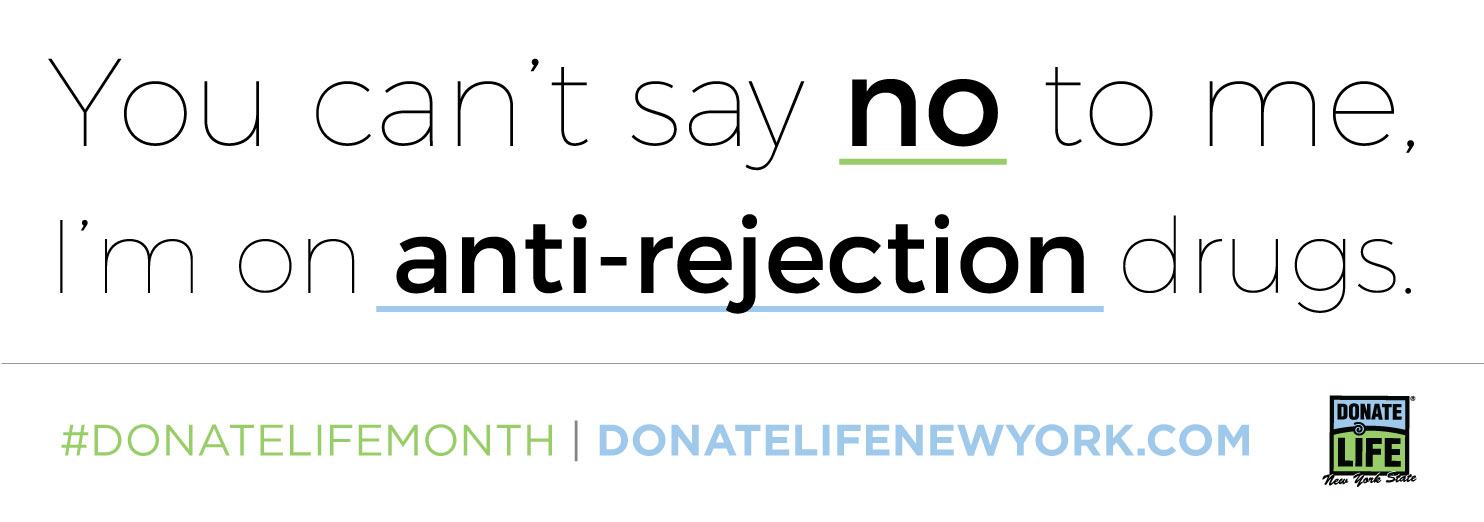 You can’t say no to me,
I’m on anti-rejection drugs.
#DONATELIFEMONTH | DONATELIFENEWYORK.COM
DONATE
LIFE
New York State
®